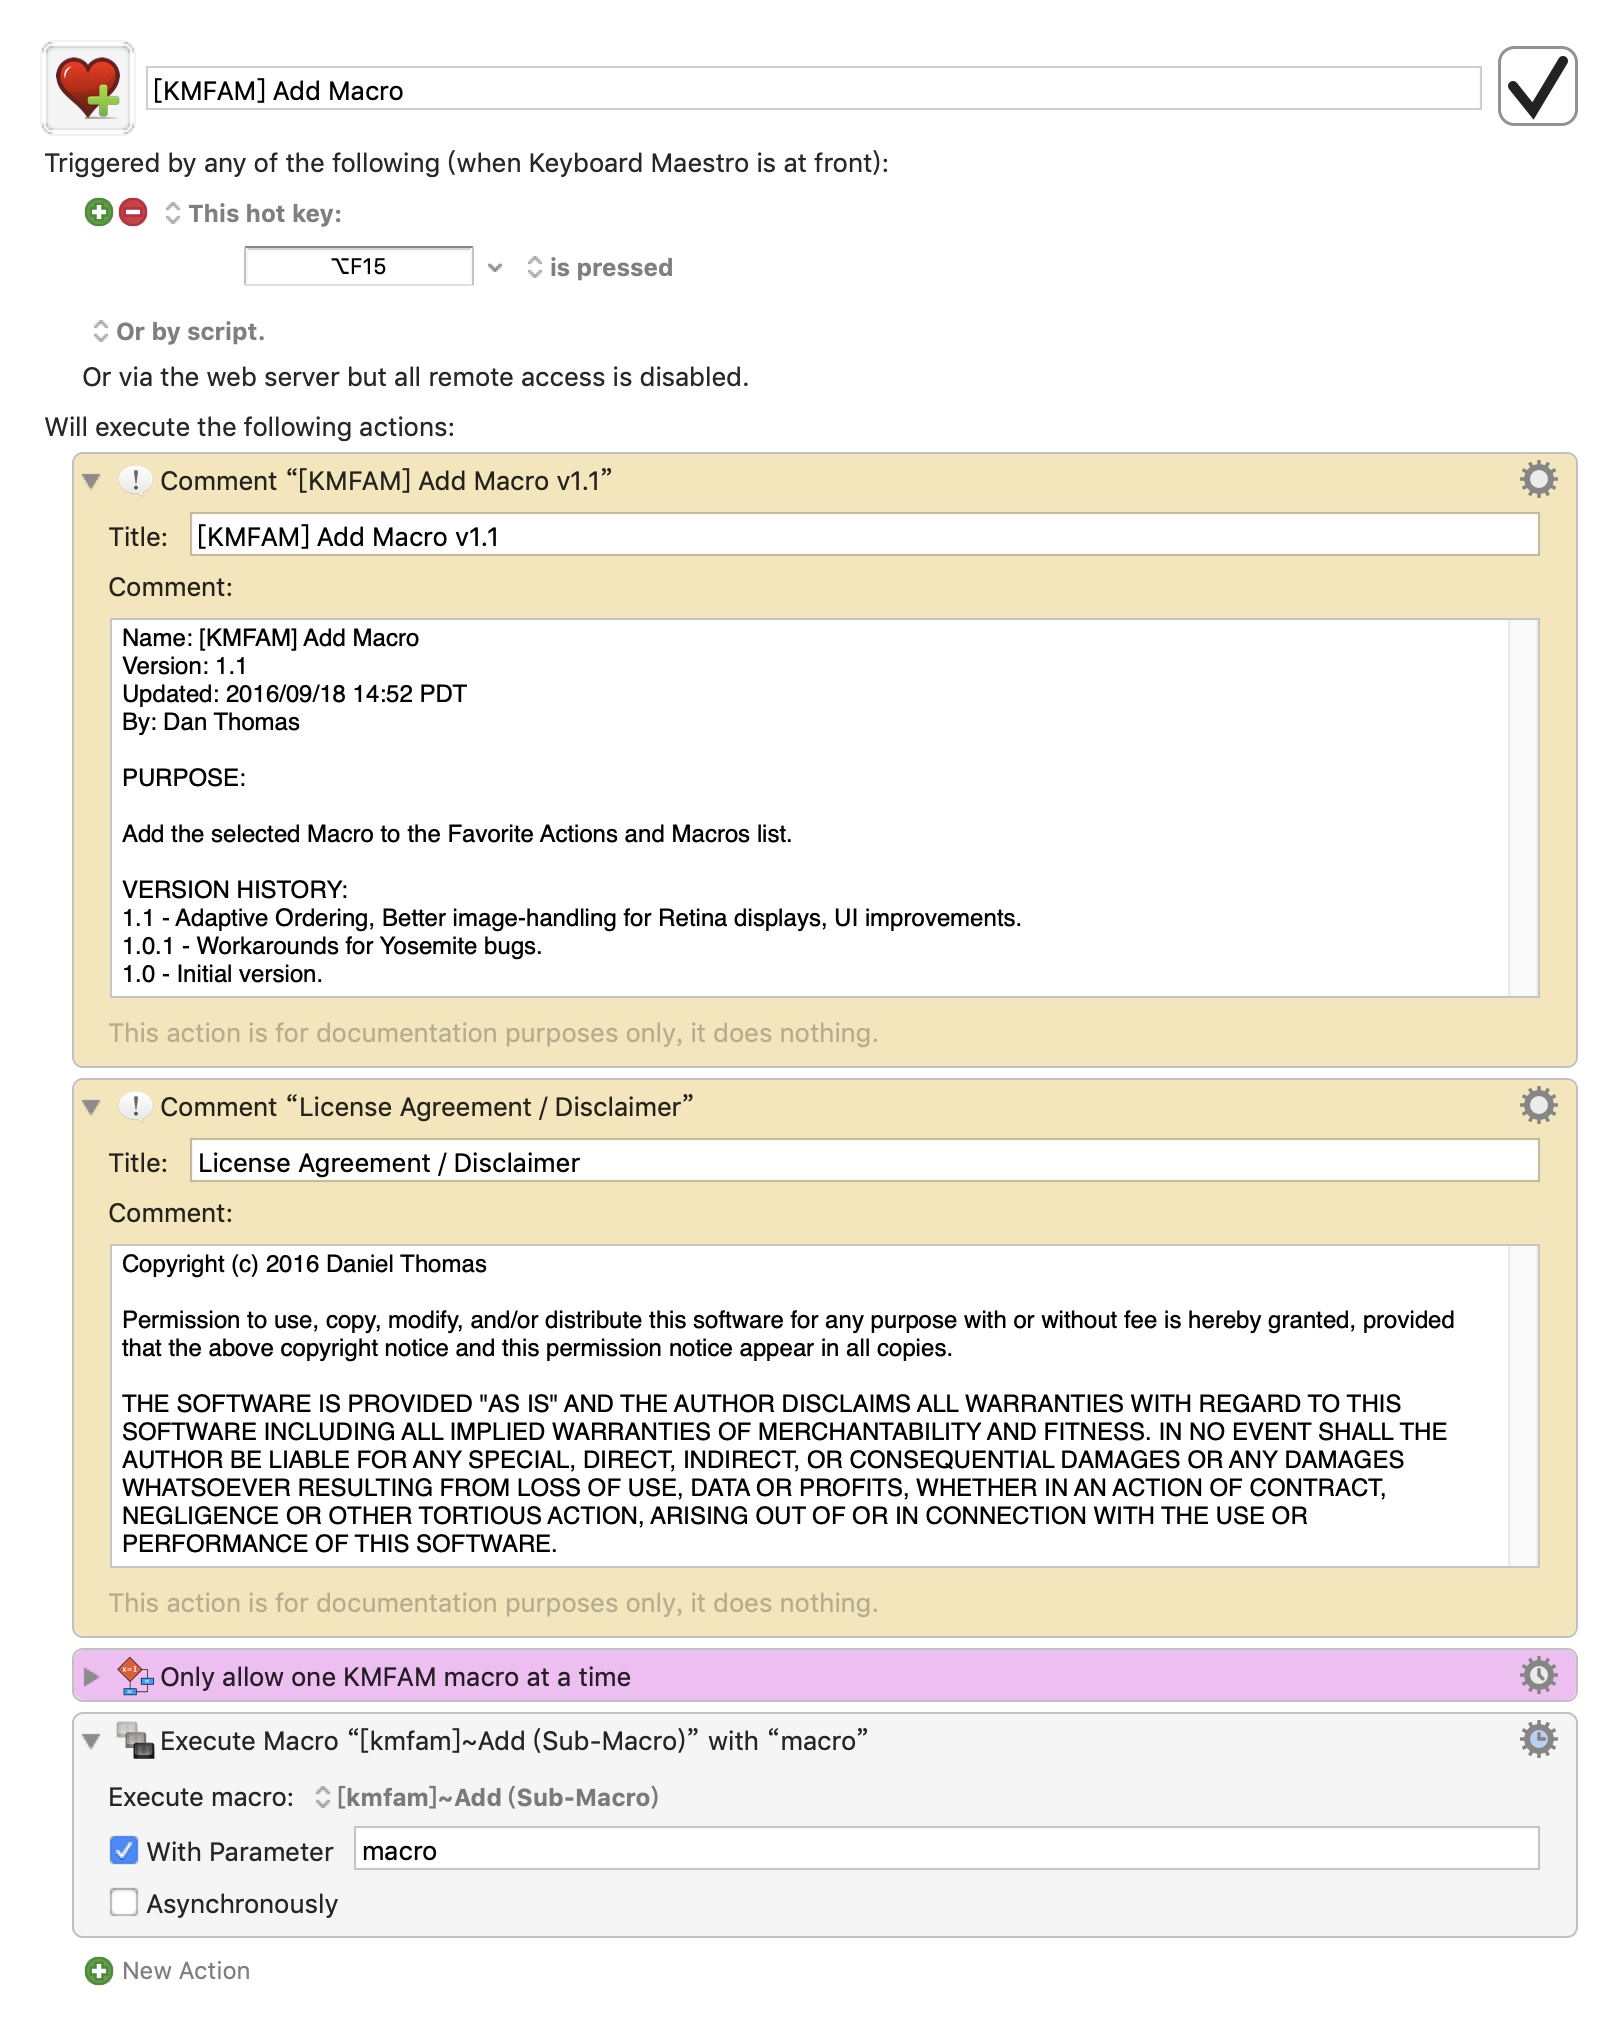 [KMFAM] Add Macro
Triggered by any of the following (when Keyboard Maestro is at front):
This hot key:
⌥F15
is pressed
Or by script.
Or via the web server but all remote access is disabled.
Will execute the following actions:
Comment “[KMFAM] Add Macro v1.1”
Title: [KMFAM] Add Macro v1.1
Comment:
Name: [KMFAM] Add Macro
Version: 1.1
Updated: 2016/09/18 14:52 PDT
By: Dan Thomas
PURPOSE:
Add the selected Macro to the Favorite Actions and Macros list.
VERSION HISTORY:
1.1 - Adaptive Ordering, Better image-handling for Retina displays, UI improvements.
1.0.1 - Workarounds for Yosemite bugs.
1.0 - Initial version.
This action is for documentation purposes only, it does nothing.
Comment “License Agreement / Disclaimer”
Title: License Agreement / Disclaimer
Comment:
Copyright (c) 2016 Daniel Thomas
Permission to use, copy, modify, and/or distribute this software for any purpose with or without fee is hereby granted, provided
that the above copyright notice and this permission notice appear in all copies.
THE SOFTWARE IS PROVIDED "AS IS" AND THE AUTHOR DISCLAIMS ALL WARRANTIES WITH REGARD TO THIS
SOFTWARE INCLUDING ALL IMPLIED WARRANTIES OF MERCHANTABILITY AND FITNESS. IN NO EVENT SHALL THE
AUTHOR BE LIABLE FOR ANY SPECIAL, DIRECT, INDIRECT, OR CONSEQUENTIAL DAMAGES OR ANY DAMAGES
WHATSOEVER RESULTING FROM LOSS OF USE, DATA OR PROFITS, WHETHER IN AN ACTION OF CONTRACT,
NEGLIGENCE OR OTHER TORTIOUS ACTION, ARISING OUT OF OR IN CONNECTION WITH THE USE OR
PERFORMANCE OF THIS SOFTWARE.
This action is for documentation purposes only, it does nothing.
Only allow one KMFAM macro at a time
Execute Macro “[kmfam]~Add (Sub-Macro)” with “macro”
Execute macro: [kmfam]~Add (Sub-Macro)
With Parameter macro
Asynchronously
New Action